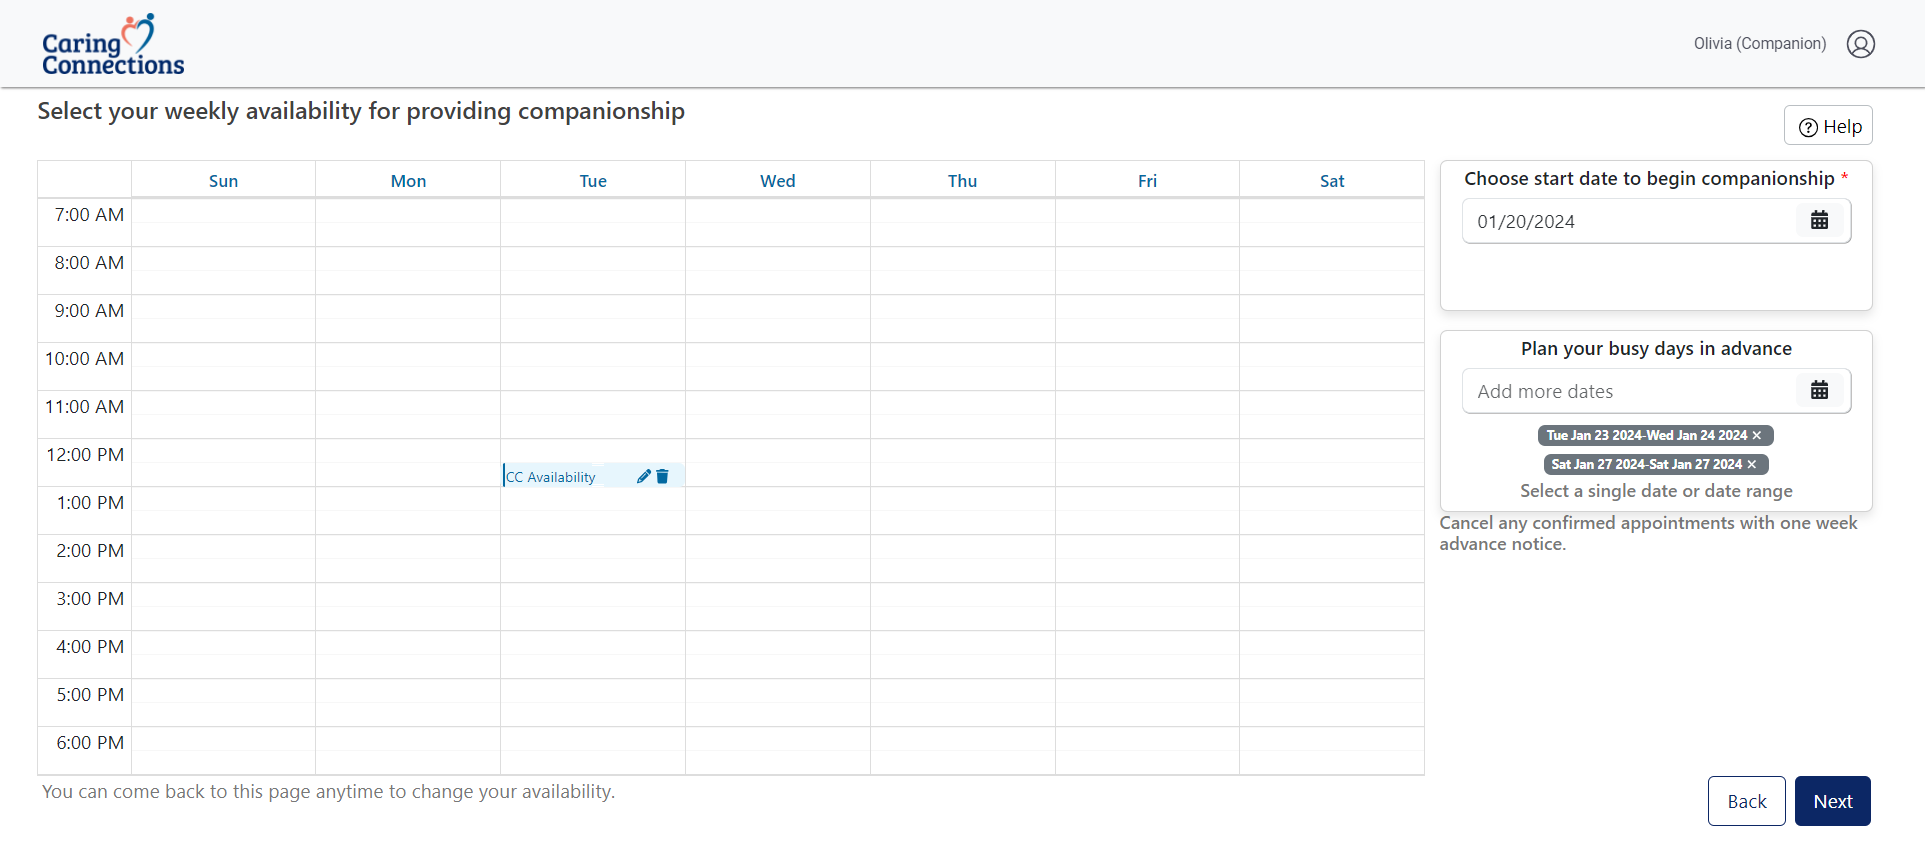 Caring
Connections
Olivia (Companion)
Select your weekly availability for providing companionship
Help
Sun Mon Tue Wed Thu Fri Sat
7:00 AM
8:00 AM
9:00 AM
10:00 AM
11:00 AM
12:00 PM
CC Availability
1:00 PM
2:00 PM
3:00 PM
4:00 PM
5:00 PM
6:00 PM
You can come back to this page anytime to change your availability.
Choose start date to begin companionship *
01/20/2024
Plan your busy days in advance
Add more dates
Tue Jan 23 2024-Wed Jan 24 2024 ×
Sat Jan 27 2024-Sat Jan 27 2024 ×
Select a single date or date range
Cancel any confirmed appointments with one week
advance notice.
Back Next